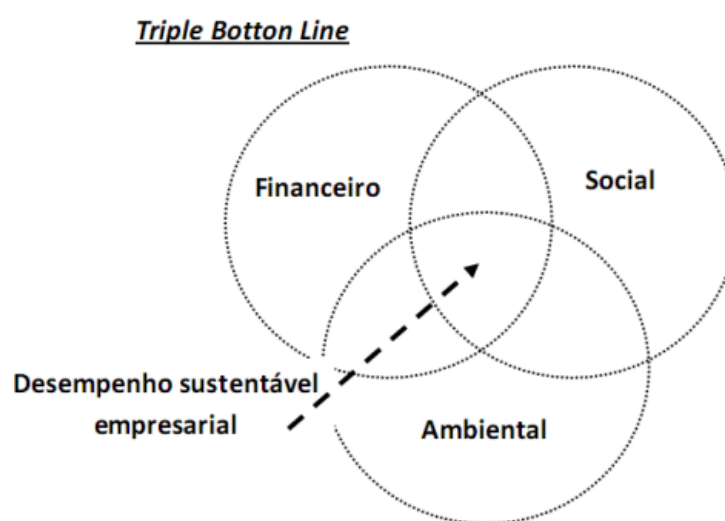 Triple Botton Line
Financeiro
Social
Desempenho sustentável
empresarial
Ambiental